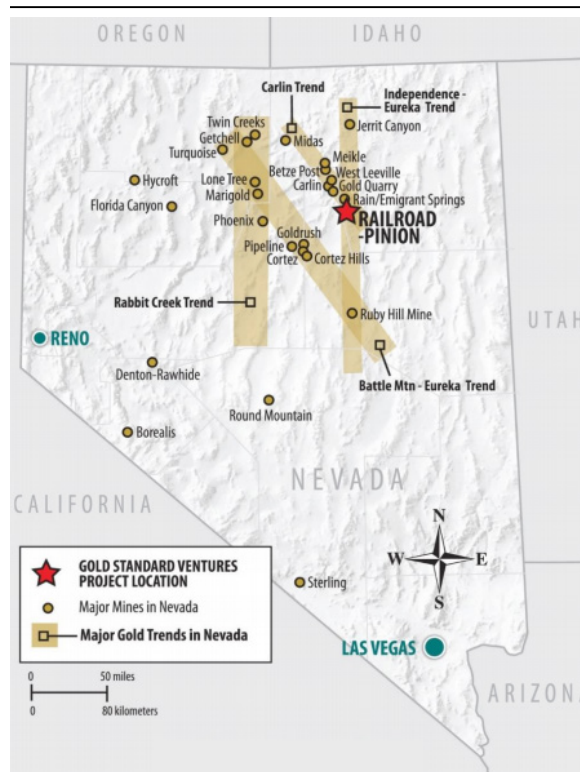 OREGON
IDAHO
Carlin Trend
Independence -
Eureka Trend
Twin Creeks
Getchell
Turquoise
Midas
Jerrit Canyon
Meikle
Betze Post
West Leeville
Carlin
Gold Quarry
Rain/Emigrant Springs
Hycroft
Lone Tree
Marigold
Florida Canyon
Phoenix
RAILROAD
-PINION
Goldrush
Pipeline
Cortez
Cortez Hills
Rabbit Creek Trend
Ruby Hill Mine
UTAH
RENO
Denton-Rawhide
Battle Mtn - Eureka Trend
Round Mountain
Borealis
NEVADA
CALIFORNIA
N
W
E
S
GOLD STANDARD VENTURES
PROJECT LOCATION
Major Mines in Nevada
Major Gold Trends in Nevada
Sterling
LAS VEGAS
0
50 miles
0
80 kilometers
ARIZONA